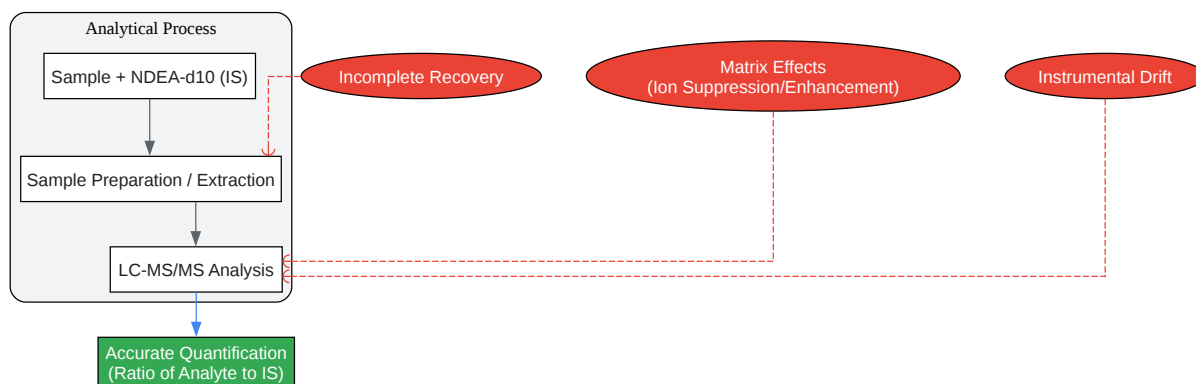 Analytical Process
Sample + NDEA-d10 (IS)
Incomplete Recovery
Matrix Effects
(Ion Suppression/Enhancement)
Instrumental Drift
Sample Preparation / Extraction
LC-MS/MS Analysis
Accurate Quantification
(Ratio of Analyte to IS)